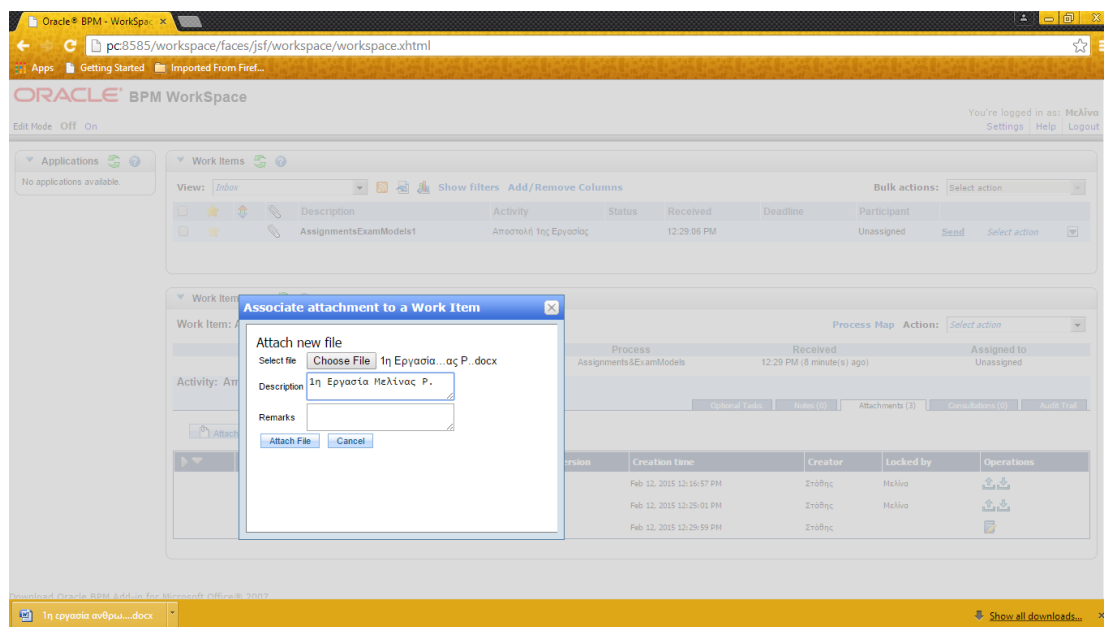 Oracle® BPM - WorkSpac ×
pc:8585/workspace/faces/jsf/workspace/workspace.xhtml
Apps Getting Started Imported From Firef...
ORACLE® BPM WorkSpace
You're logged in as: Μελίνα
Edit Mode Off On
Settings Help Logout
Applications
No applications available.
Work Items
View: Inbox Show filters Add/Remove Columns Bulk actions: Select action
Description Activity Status Received Deadline Participant
AssignmentsExamModels1 Αποστολή 1ης Εργασίας 12:29:06 PM Unassigned Send Select action
Work Item
Work Item: A Process Map Action: Select action
Process Received Assigned to
Assignments&ExamModels 12:29 PM (8 minute(s) ago) Unassigned
Activity: Απ
Optional Tasks Notes (0) Attachments (3) Consultations (0) Audit Trail
Attach
ersion Creation time Creator Locked by Operations
Feb 12, 2015 12:16:57 PM Στάθης Μελίνα
Feb 12, 2015 12:25:01 PM Στάθης Μελίνα
Feb 12, 2015 12:29:59 PM Στάθης
Associate attachment to a Work Item
Attach new file
Select file Choose File 1η Εργασία...ας Ρ..docx
Description 1η Εργασία Μελίνας Ρ.
Remarks
Attach File Cancel
Download Oracle BPM Add-in for Microsoft Office® 2007
1η εργασία ανθρω....docx
Show all downloads...